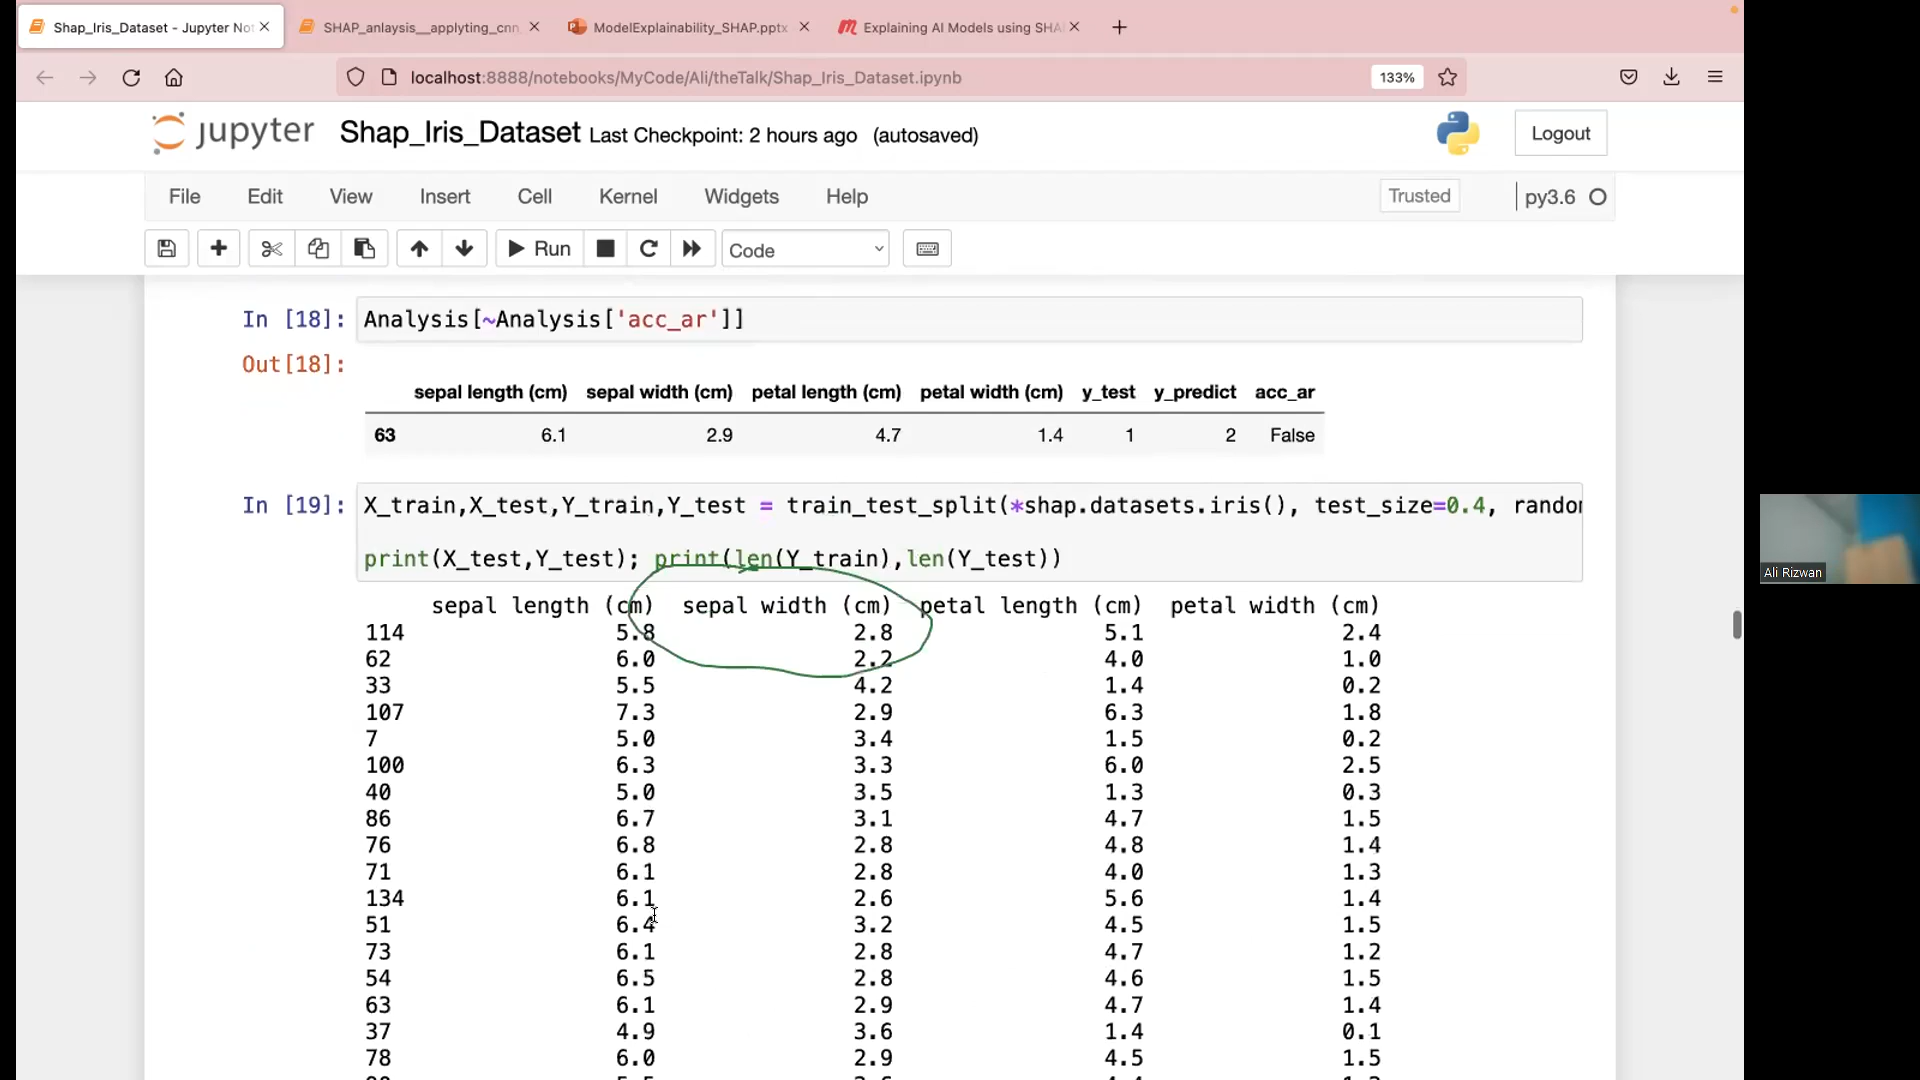 Shap_Iris_Dataset - Jupyter Not
SHAP_anlaysis__applyting_cnn
ModelExplainability_SHAP.pptx
Explaining AI Models using SHA
localhost:8888/notebooks/MyCode/Ali/theTalk/Shap_Iris_Dataset.ipynb 133%
jupyter Shap_Iris_Dataset Last Checkpoint: 2 hours ago (autosaved) Logout
File Edit View Insert Cell Kernel Widgets Help Trusted py3.6
Run Code
In [18]: Analysis[~Analysis['acc_ar']]
Out[18]:
sepal length (cm) sepal width (cm) petal length (cm) petal width (cm) y_test y_predict acc_ar
63 6.1 2.9 4.7 1.4 1 2 False
In [19]: X_train,X_test,Y_train,Y_test = train_test_split(*shap.datasets.iris(), test_size=0.4, randor
print(X_test,Y_test); print(len(Y_train),len(Y_test))
sepal length (cm) sepal width (cm) petal length (cm) petal width (cm)
114 5.8 2.8 5.1 2.4
62 6.0 2.2 4.0 1.0
33 5.5 4.2 1.4 0.2
107 7.3 2.9 6.3 1.8
7 5.0 3.4 1.5 0.2
100 6.3 3.3 6.0 2.5
40 5.0 3.5 1.3 0.3
86 6.7 3.1 4.7 1.5
76 6.8 2.8 4.8 1.4
71 6.1 2.8 4.0 1.3
134 6.1 2.6 5.6 1.4
51 6.4 3.2 4.5 1.5
73 6.1 2.8 4.7 1.2
54 6.5 2.8 4.6 1.5
63 6.1 2.9 4.7 1.4
37 4.9 3.6 1.4 0.1
78 6.0 2.9 4.5 1.5
Ali Rizwan